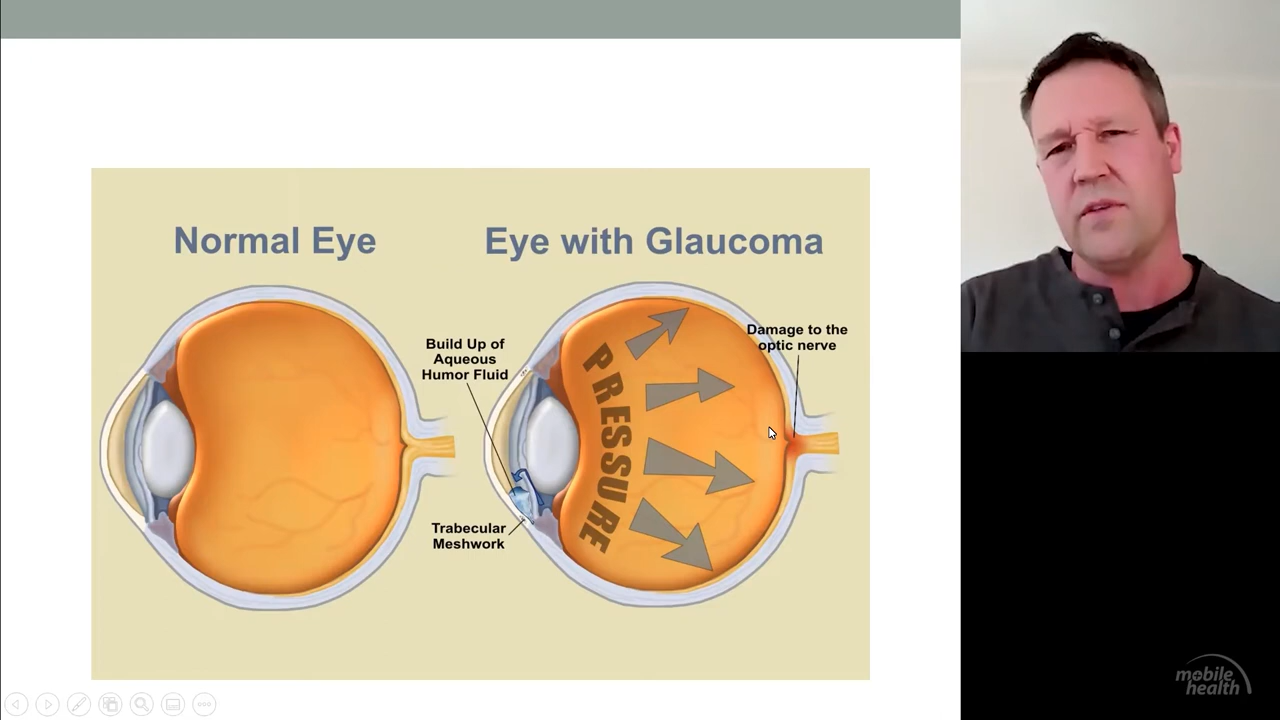 Normal Eye
Eye with Glaucoma
Build Up of
Aqueous
Humor Fluid
Damage to the
optic nerve
PRESSURE
Trabecular
Meshwork
mobile
health